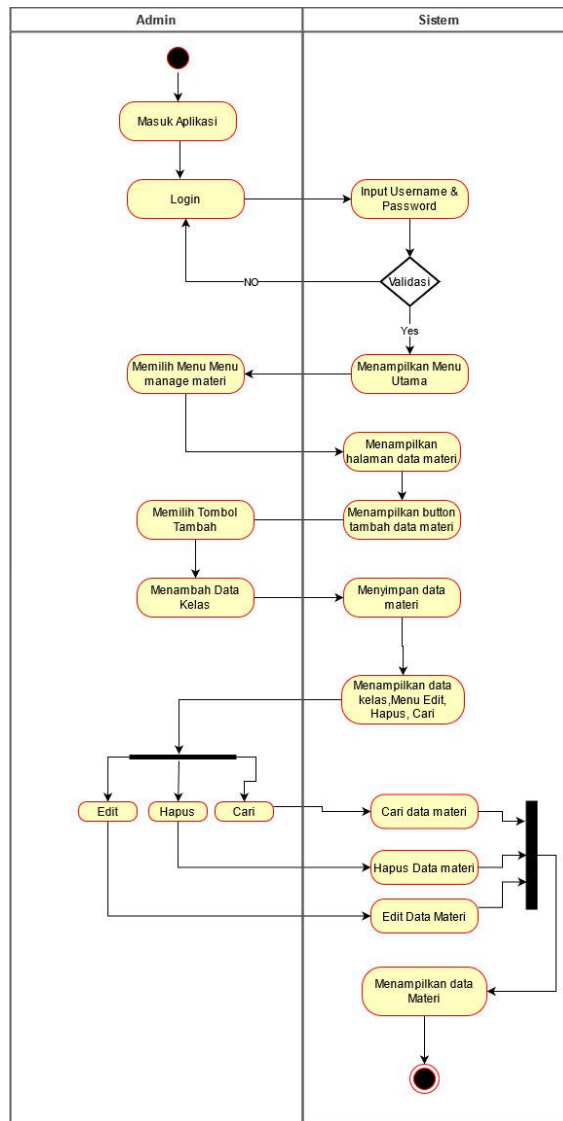 Admin
Sistem
Masuk Aplikasi
Login
Input Username &
Password
Validasi
NO
Yes
Memilih Menu Menu
manage materi
Menampilkan Menu
Utama
Menampilkan
halaman data materi
Memilih Tombol
Tambah
Menampilkan button
tambah data materi
Menambah Data
Kelas
Menyimpan data
materi
Menampilkan data
kelas,Menu Edit,
Hapus, Cari
Edit
Hapus
Cari
Cari data materi
Hapus Data materi
Edit Data Materi
Menampilkan data
Materi